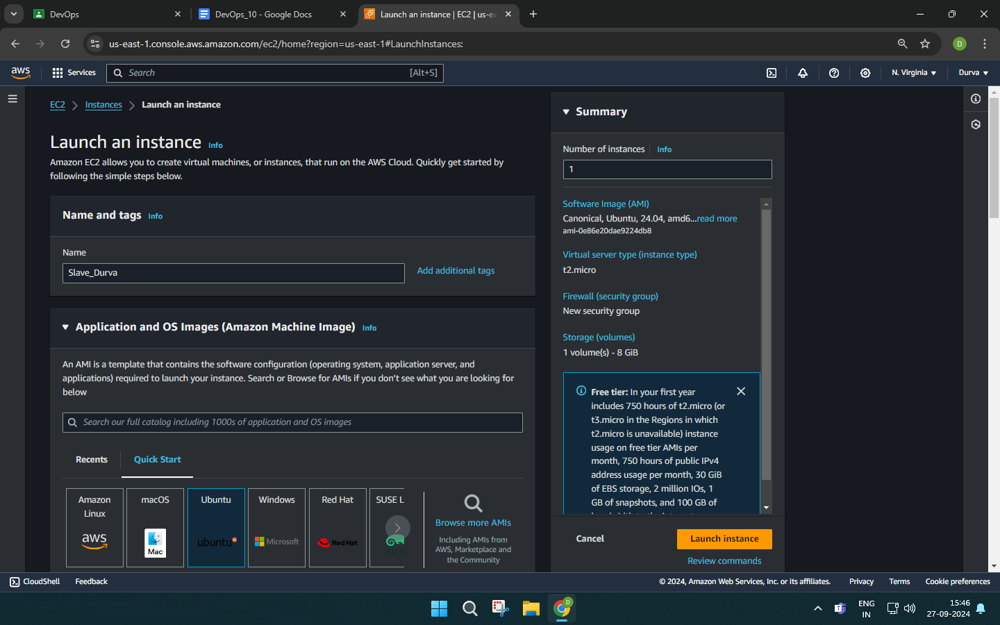 DevOps
DevOps_10 - Google Docs
Launch an instance | EC2 | us-ea
us-east-1.console.aws.amazon.com/ec2/home?region=us-east-1#LaunchInstances:
D
aws
Services
Search
[Alt+S]
N. Virginia
Durva
EC2
Instances
Launch an instance
Launch an instance Info
Amazon EC2 allows you to create virtual machines, or instances, that run on the AWS Cloud. Quickly get started by
following the simple steps below.
Name and tags Info
Name
Slave_Durva
Add additional tags
Application and OS Images (Amazon Machine Image) Info
An AMI is a template that contains the software configuration (operating system, application server, and
applications) required to launch your instance. Search or Browse for AMIs if you don't see what you are looking for
below
Search our full catalog including 1000s of application and OS images
Recents
Quick Start
Amazon
Linux
aws
macOS
Mac
Ubuntu
ubuntu
Windows
Microsoft
Red Hat
Red Hat
SUSE L
Browse more AMIs
Including AMIs from
AWS, Marketplace and
the Community
Summary
Number of instances Info
1
Software Image (AMI)
Canonical, Ubuntu, 24.04, amd6...read more
ami-0e86e20dae9224db8
Virtual server type (instance type)
t2.micro
Firewall (security group)
New security group
Storage (volumes)
1 volume(s) - 8 GiB
Free tier: In your first year
includes 750 hours of t2.micro (or
t3.micro in the Regions in which
t2.micro is unavailable) instance
usage on free tier AMIs per
month, 750 hours of public IPv4
address usage per month, 30 GiB
of EBS storage, 2 million IOs, 1
GB of snapshots, and 100 GB of
Cancel
Launch instance
Review commands
CloudShell
Feedback
© 2024, Amazon Web Services, Inc. or its affiliates.
Privacy
Terms
Cookie preferences
D
ENG
IN
15:46
27-09-2024